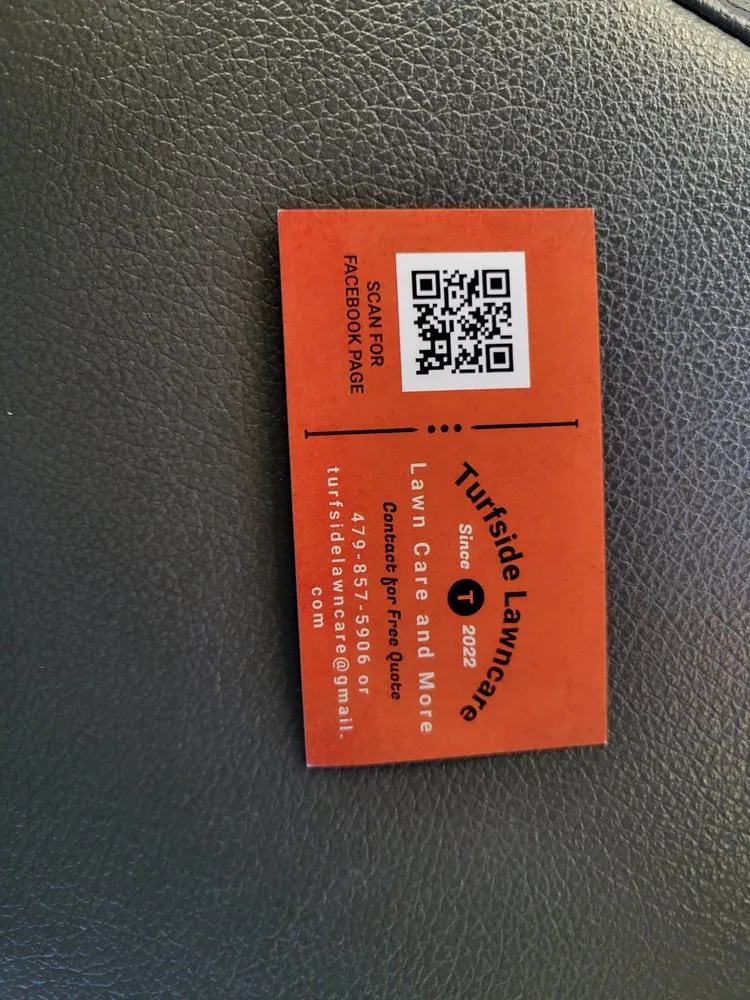 SCAN FOR
FACEBOOK PAGE
Turfside Lawncare
Since T 2022
Lawn Care and More
Contact for Free Quote
479-857-5906 or
turfsidelawncare@gmail.
com